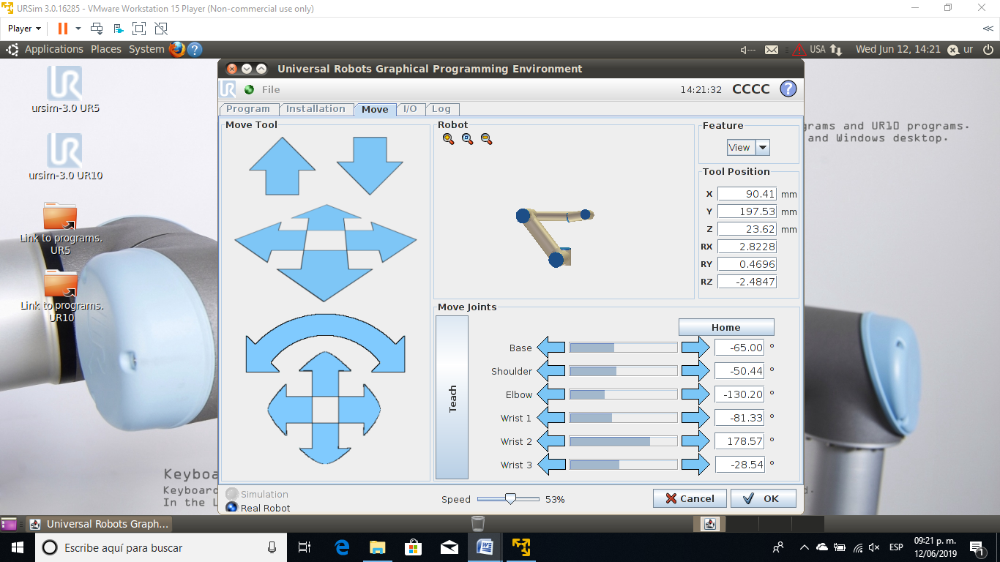 URSim 3.0.16285 - VMware Workstation 15 Player (Non-commercial use only)
Player
Applications Places System
USA Wed Jun 12, 14:21 ur
UR
ursim-3.0 UR5
UR
ursim-3.0 UR10
Link to programs.
UR5
Link to programs.
UR10
grams and UR10 programs.
and Windows desktop.
Universal Robots Graphical Programming Environment
UR File 14:21:32 CCCC ?
Program Installation Move I/O Log
Move Tool
Robot
Feature
View
Tool Position
X 90.41 mm
Y 197.53 mm
Z 23.62 mm
RX 2.8228
RY 0.4696
RZ -2.4847
Move Joints
Teach
Home
Base -65.00 º
Shoulder -50.44 º
Elbow -130.20 º
Wrist 1 -81.33 º
Wrist 2 178.57 º
Wrist 3 -28.54 º
Keyboa
Keyboard
In the L
d.
Simulation
Real Robot
Speed 53%
Cancel OK
Universal Robots Graph...
Escribe aquí para buscar
ESP
09:21 p. m.
12/06/2019
1